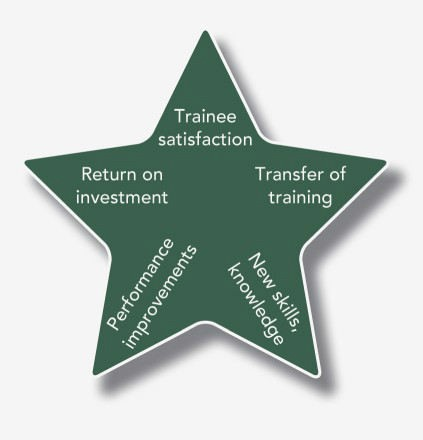 Trainee
satisfaction
Return on
investment
Transfer of
training
Performance
improvements
New skills,
knowledge